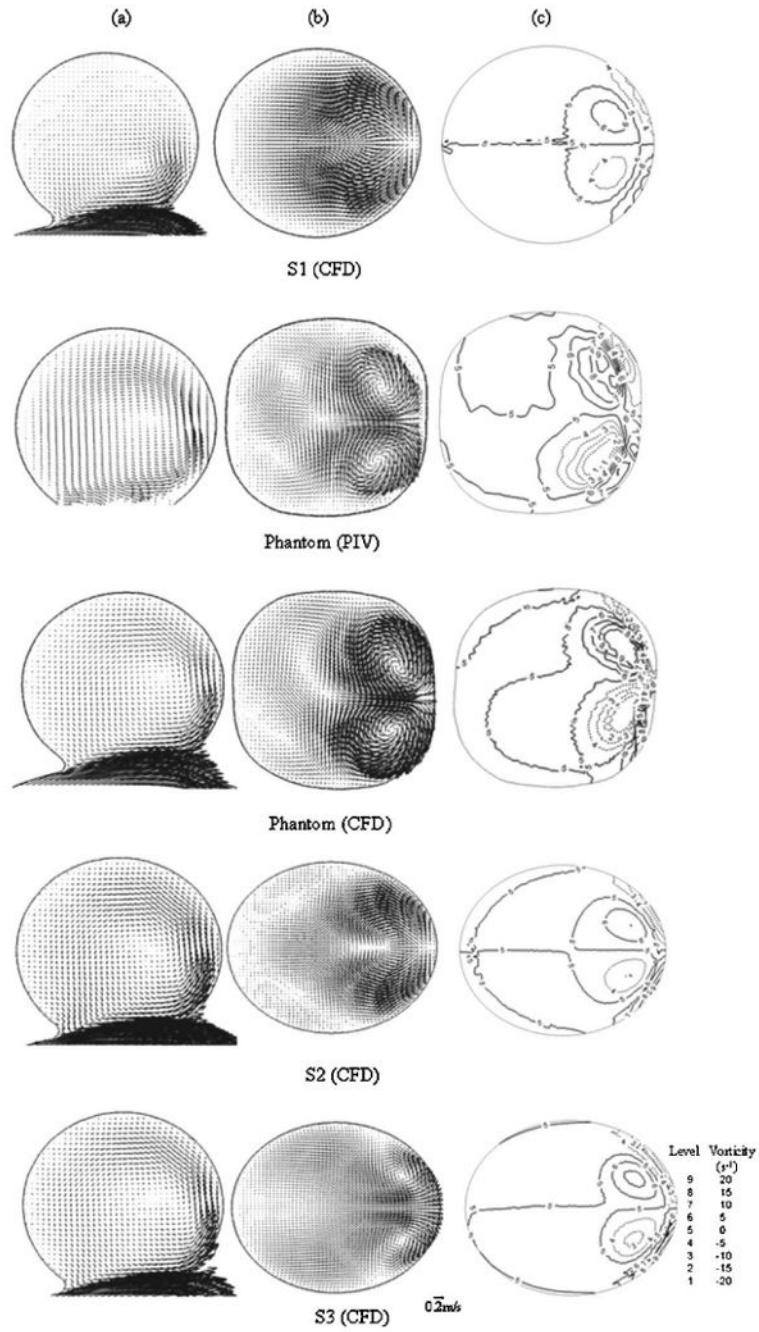 (a) (b) (c)
S1 (CFD)
Phantom (PIV)
Phantom (CFD)
S2 (CFD)
S3 (CFD)
0.2m/s
Level Vorticity
(s⁻¹)
9 20
8 15
7 10
6 5
5 0
4 -5
3 -10
2 -15
1 -20